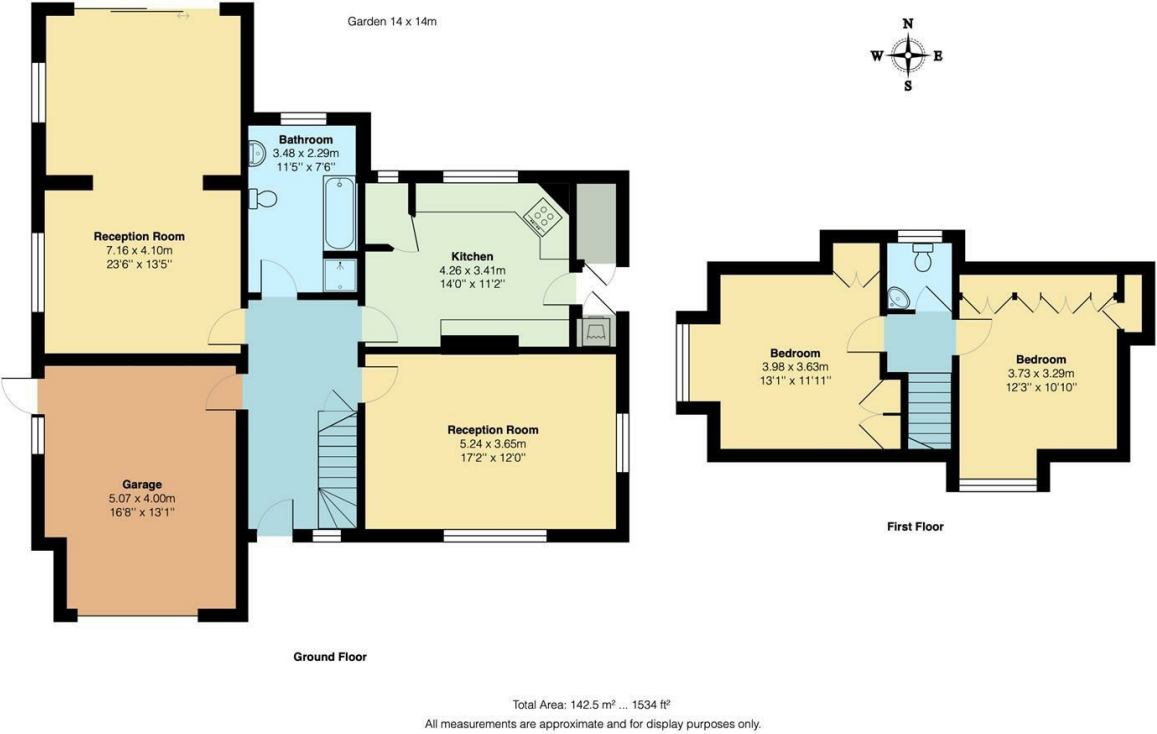 Garden 14 x 14m
N
W E
S
Bathroom
3.48 x 2.29m
11'5'' x 7'6''
Reception Room
7.16 x 4.10m
23'6'' x 13'5''
Kitchen
4.26 x 3.41m
14'0'' x 11'2''
Reception Room
5.24 x 3.65m
17'2'' x 12'0''
Garage
5.07 x 4.00m
16'8'' x 13'1''
Ground Floor
Bedroom
3.98 x 3.63m
13'1'' x 11'11''
Bedroom
3.73 x 3.29m
12'3'' x 10'10''
First Floor
Total Area: 142.5 m² ... 1534 ft²
All measurements are approximate and for display purposes only.